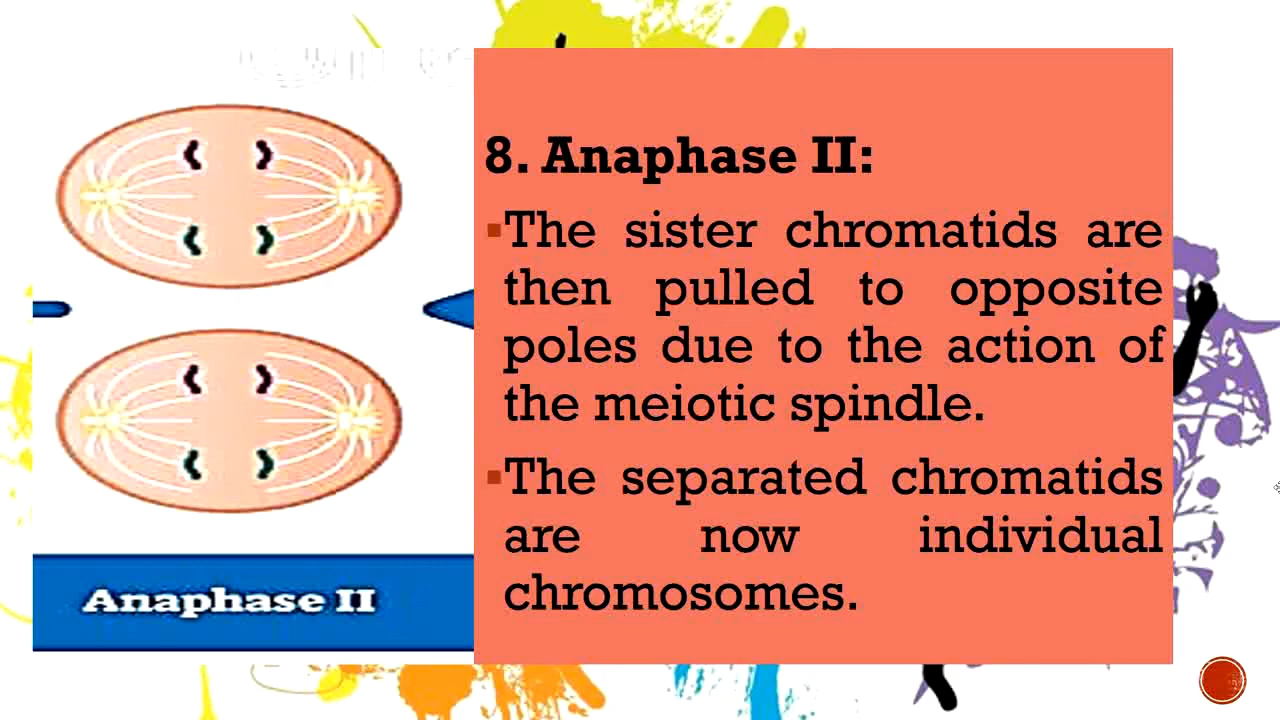 8. Anaphase II:
▪The sister chromatids are
then pulled to opposite
poles due to the action of
the meiotic spindle.
▪The separated chromatids
are now individual
chromosomes.
Anaphase II